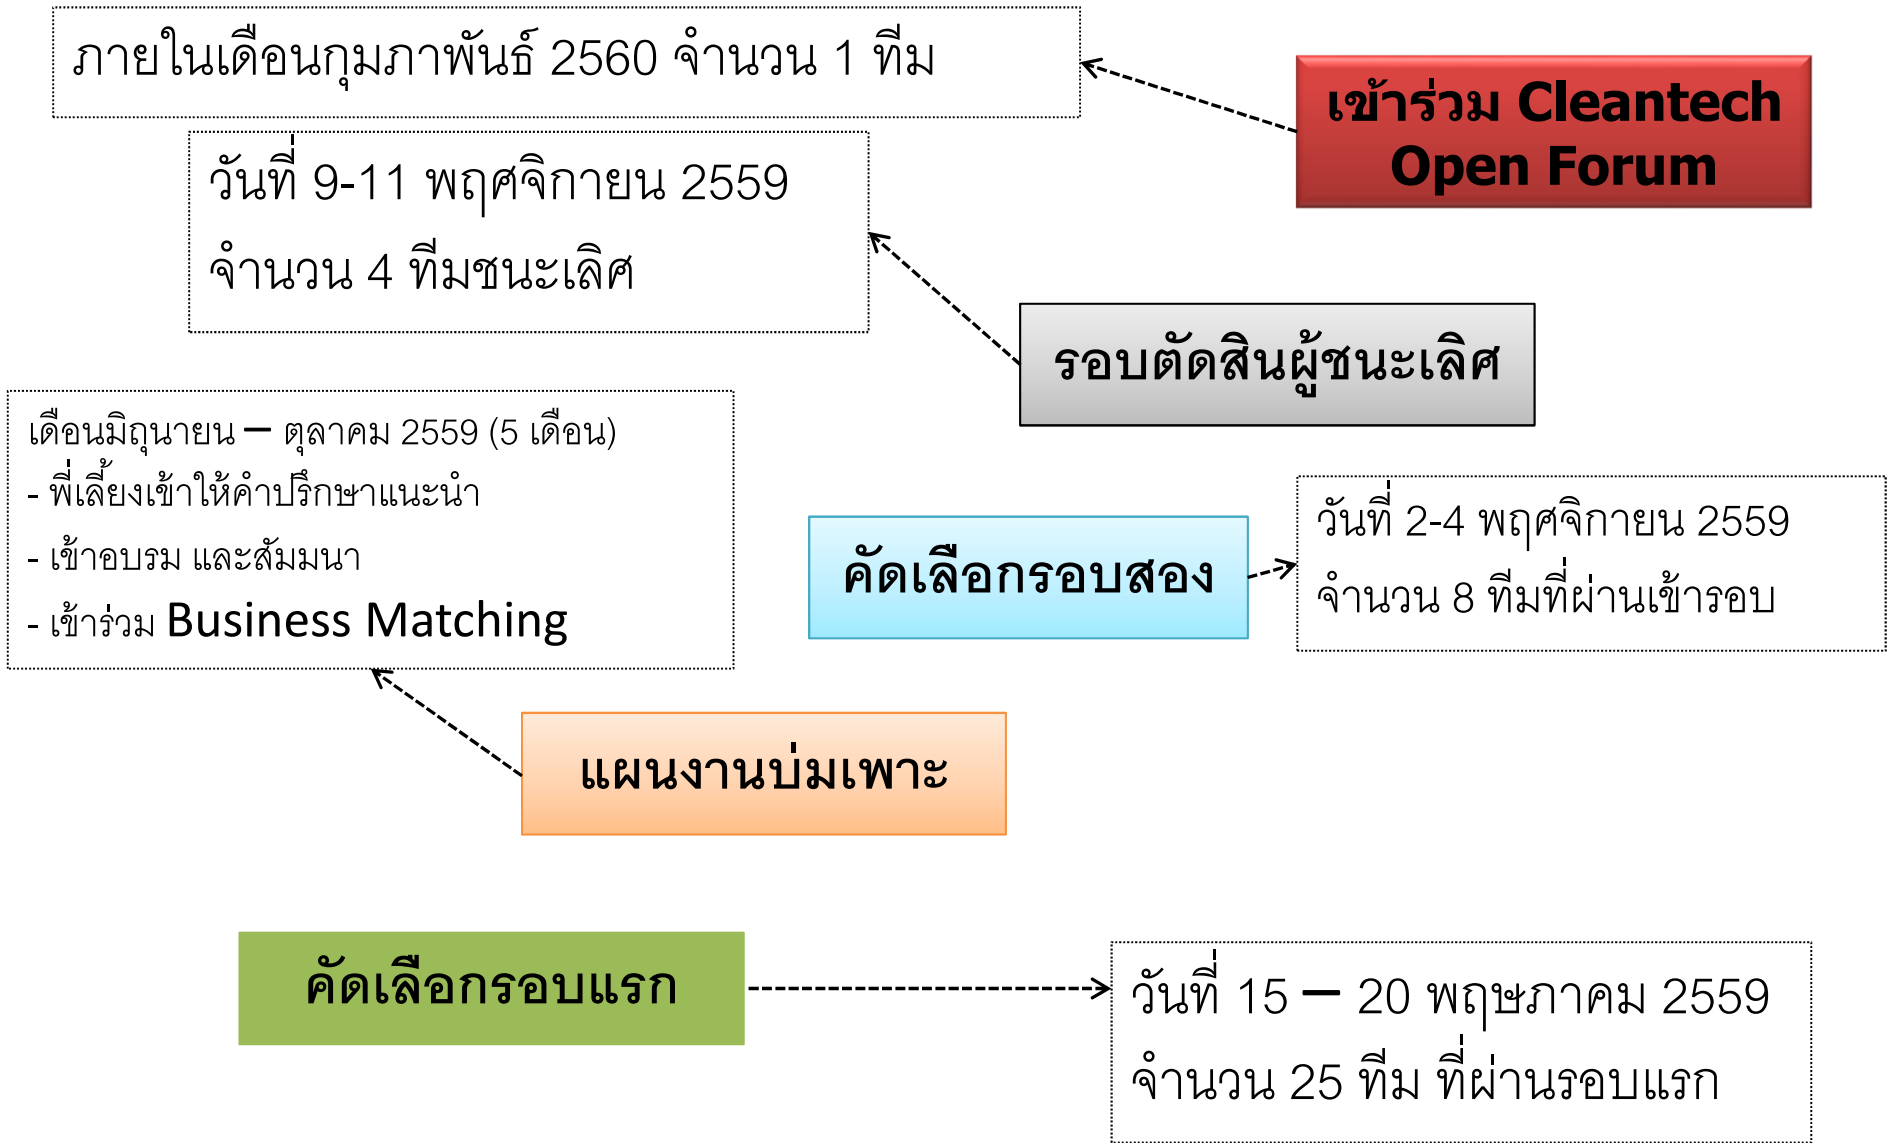 ภายในเดือนกุมภาพันธ์ 2560 จำนวน 1 ทีม
เข้าร่วม Cleantech
Open Forum
วันที่ 9-11 พฤศจิกายน 2559
จำนวน 4 ทีมชนะเลิศ
รอบตัดสินผู้ชนะเลิศ
เดือนมิถุนายน – ตุลาคม 2559 (5 เดือน)
- พี่เลี้ยงเข้าให้คำปรึกษาแนะนำ
- เข้าอบรม และสัมมนา
- เข้าร่วม Business Matching
คัดเลือกรอบสอง
วันที่ 2-4 พฤศจิกายน 2559
จำนวน 8 ทีมที่ผ่านเข้ารอบ
แผนงานบ่มเพาะ
คัดเลือกรอบแรก
วันที่ 15 – 20 พฤษภาคม 2559
จำนวน 25 ทีม ที่ผ่านรอบแรก